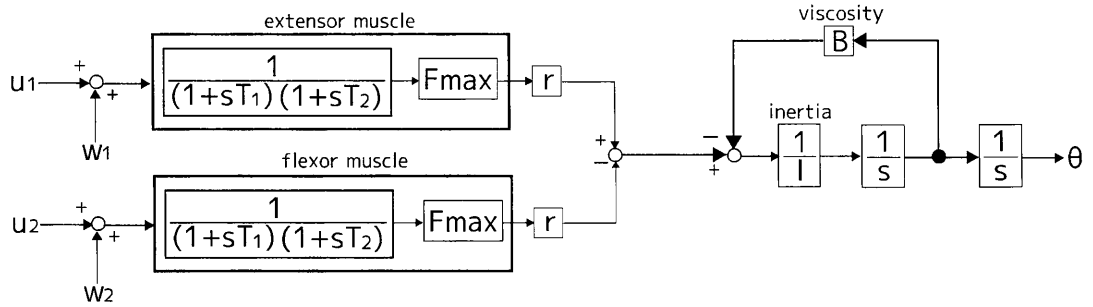 extensor muscle
u1
+
+
w1
1
(1+sT1)(1+sT2)
Fmax
r
+
−
flexor muscle
u2
+
+
w2
1
(1+sT1)(1+sT2)
Fmax
r
viscosity
B
−
+
inertia
1
I
1
s
1
s
θ